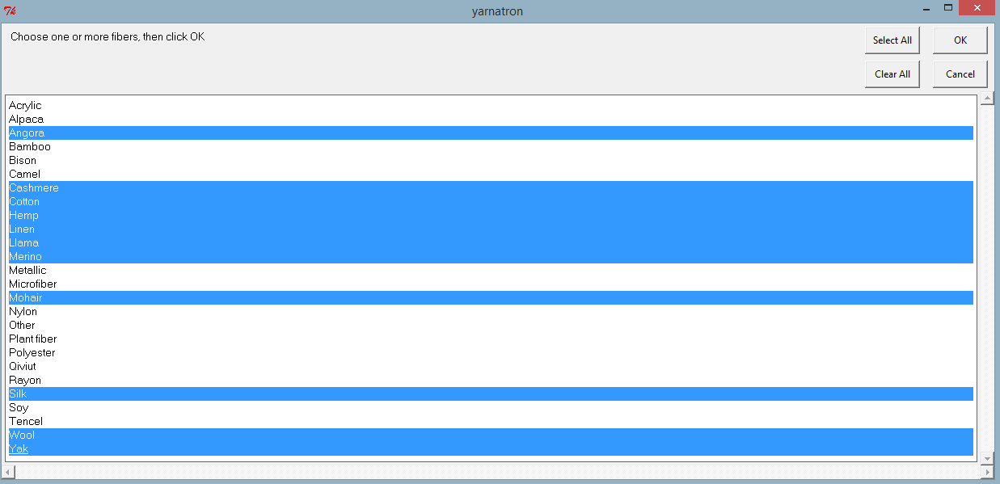 yarnatron
Choose one or more fibers, then click OK
Select All
OK
Clear All
Cancel
Acrylic
Alpaca
Angora
Bamboo
Bison
Camel
Cashmere
Cotton
Hemp
Linen
Llama
Merino
Metallic
Microfiber
Mohair
Nylon
Other
Plant fiber
Polyester
Qiviut
Rayon
Silk
Soy
Tencel
Wool
Yak